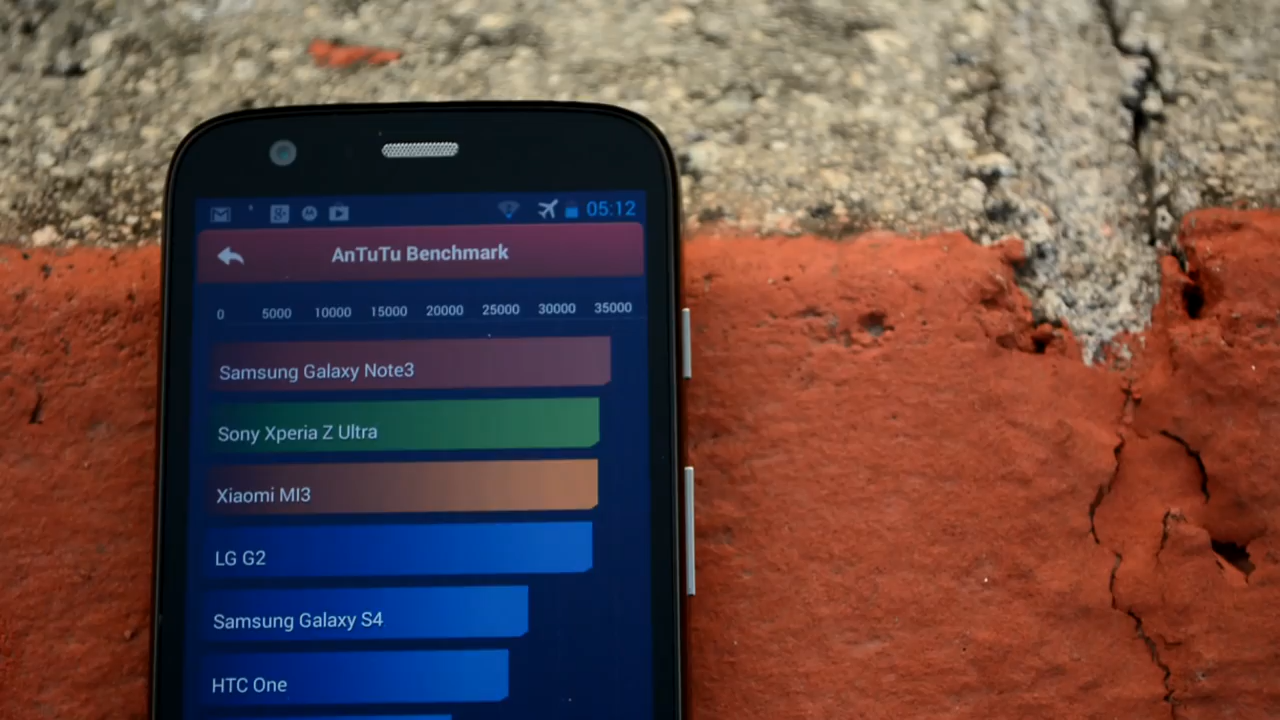 05:12
AnTuTu Benchmark
0 5000 10000 15000 20000 25000 30000 35000
Samsung Galaxy Note3
Sony Xperia Z Ultra
Xiaomi MI3
LG G2
Samsung Galaxy S4
HTC One